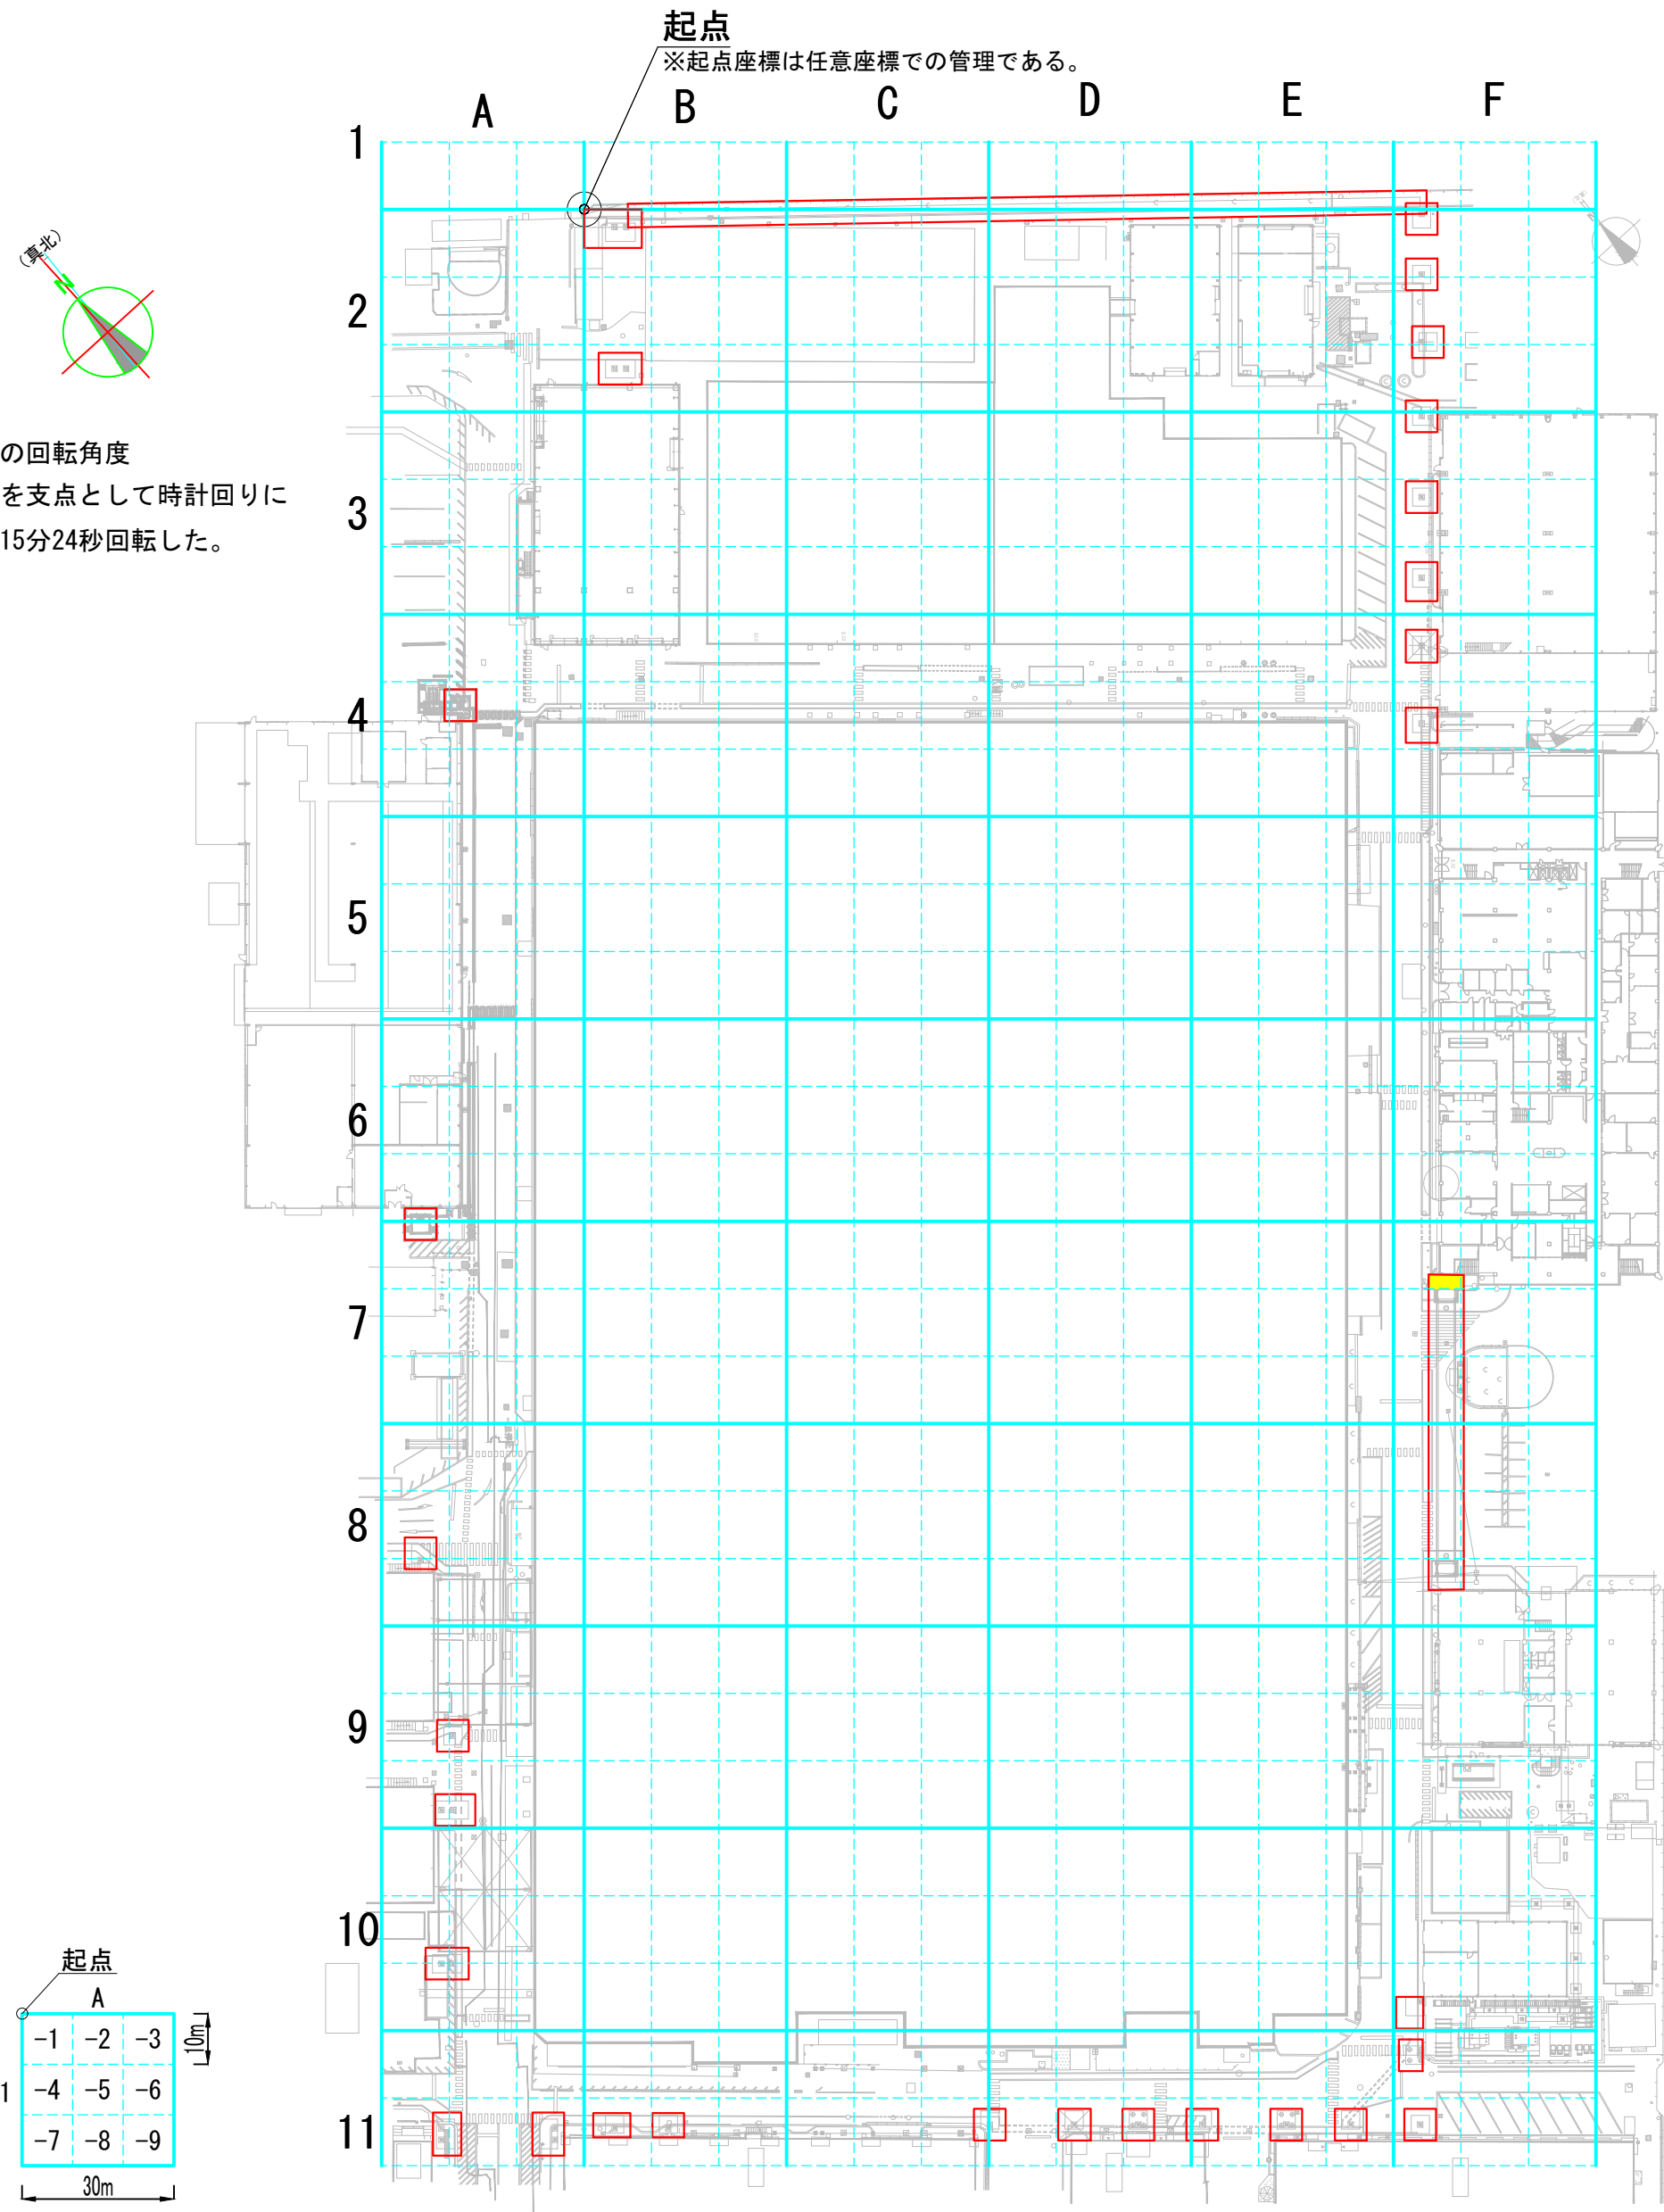 起点
※起点座標は任意座標での管理である。
A
B
C
D
E
F
1
(真北)
N
2
の回転角度
を支点として時計回りに
15分24秒回転した。
3
4
5
6
7
8
9
10
11
起点
A
-1 -2 -3
10m
1
-4 -5 -6
-7 -8 -9
30m